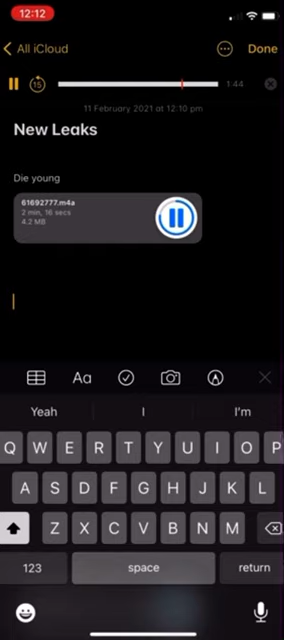 12:12
All iCloud
Done
15
1:44
11 February 2021 at 12:10 pm
New Leaks
Die young
61692777.m4a
2 min, 16 secs
4.2 MB
Aa
Yeah I I'm
Q W E R T Y U I O P
A S D F G H J K L
Z X C V B N M
123 space return